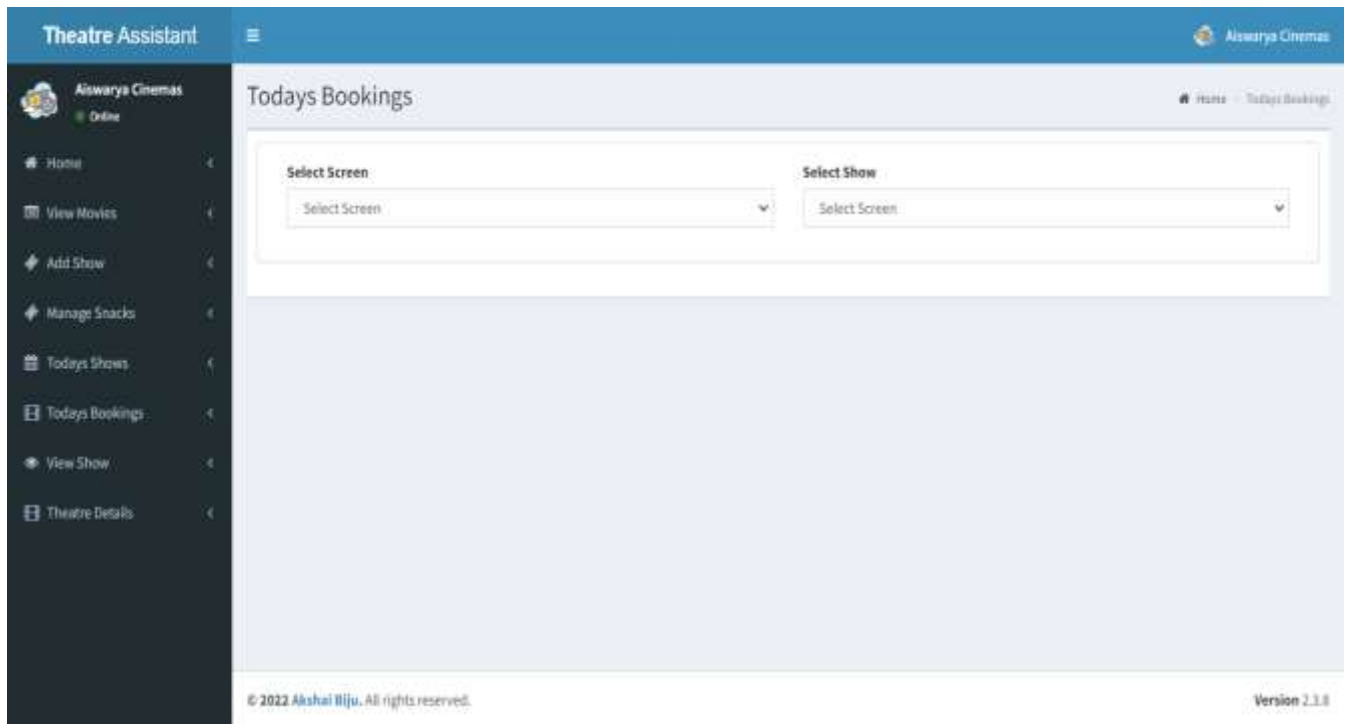 Theatre Assistant
Aiswarya Cinemas
Aiswarya Cinemas
Online
Home
View Movies
Add Show
Manage Snacks
Todays Shows
Todays Bookings
View Show
Theatre Details
Todays Bookings
Home
Todays Bookings
Select Screen
Select Screen
Select Show
Select Screen
© 2022 Akshai Biju. All rights reserved.
Version